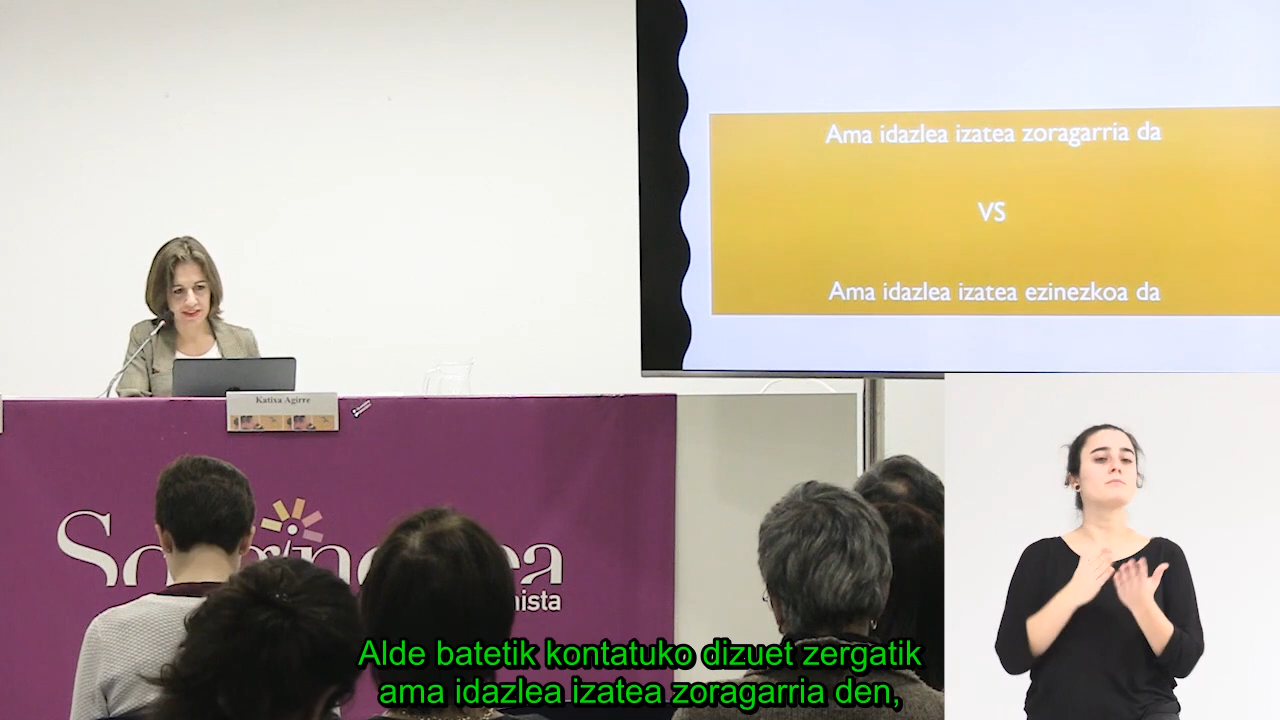 Ama idazlea izatea zoragarria da
VS
Ama idazlea izatea ezinezkoa da
Katixa Agirre
Alde batetik kontatuko dizuet zergatik
ama idazlea izatea zoragarria den,